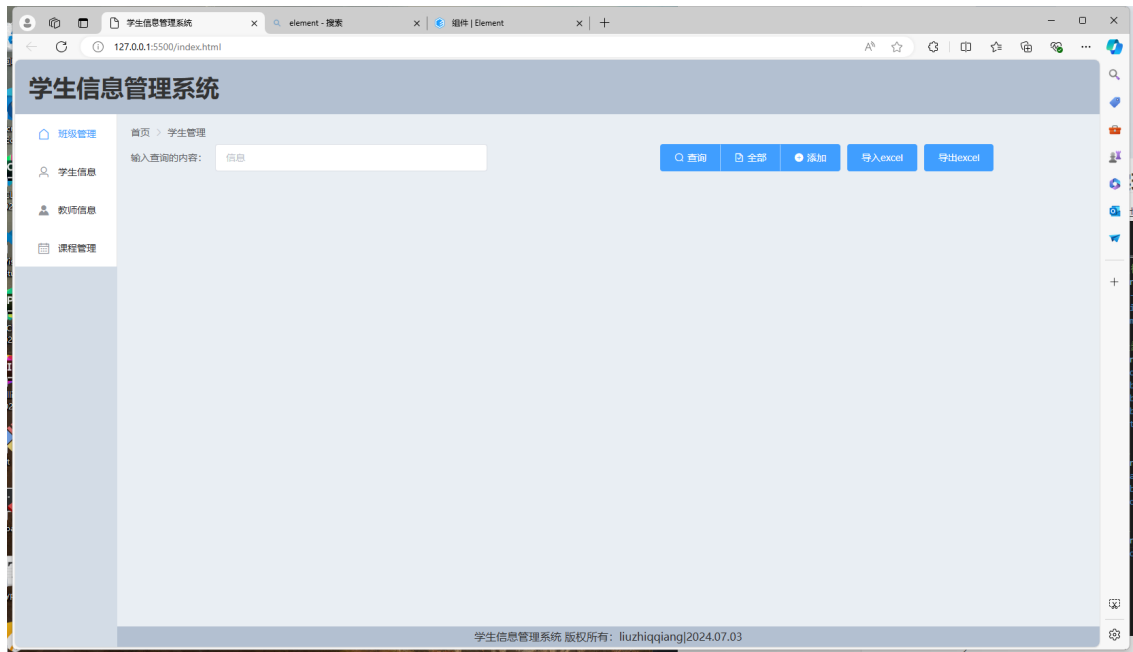 学生信息管理系统
element - 搜索
组件 | Element
127.0.0.1:5500/index.html
学生信息管理系统
班级管理
首页 > 学生管理
输入查询的内容： 信息 查询 全部 添加 导入excel 导出excel
学生信息
教师信息
课程管理
学生信息管理系统 版权所有：liuzhiqqiang|2024.07.03